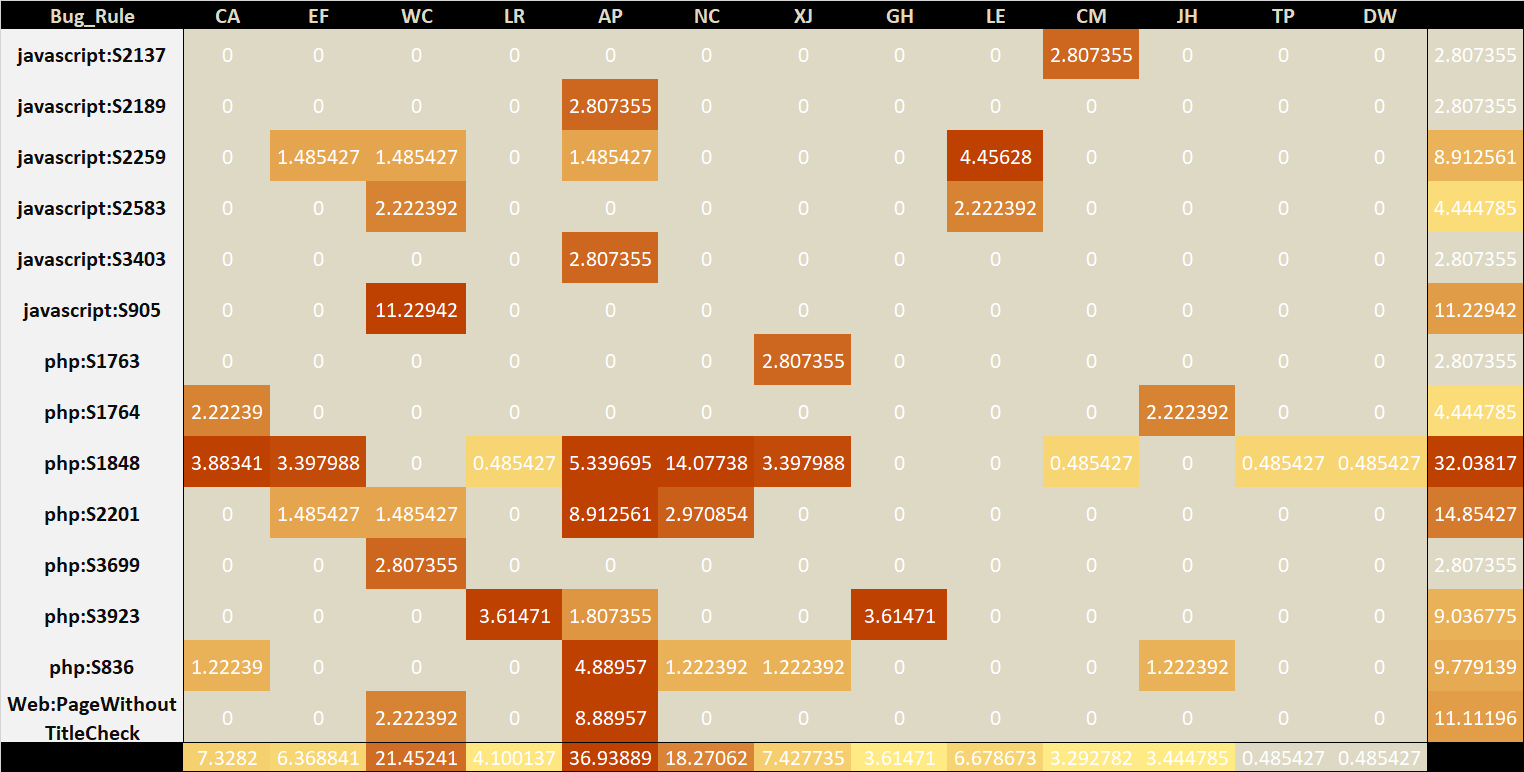 Bug_Rule CA EF WC LR AP NC XJ GH LE CM JH TP DW
javascript:S2137 0 0 0 0 0 0 0 0 0 2.807355 0 0 0 2.807355
javascript:S2189 0 0 0 0 2.807355 0 0 0 0 0 0 0 0 2.807355
javascript:S2259 0 1.485427 1.485427 0 1.485427 0 0 0 4.45628 0 0 0 0 8.912561
javascript:S2583 0 0 2.222392 0 0 0 0 0 2.222392 0 0 0 0 4.444785
javascript:S3403 0 0 0 0 2.807355 0 0 0 0 0 0 0 0 2.807355
javascript:S905 0 0 11.22942 0 0 0 0 0 0 0 0 0 0 11.22942
php:S1763 0 0 0 0 0 0 2.807355 0 0 0 0 0 0 2.807355
php:S1764 2.22239 0 0 0 0 0 0 0 0 0 2.222392 0 0 4.444785
php:S1848 3.88341 3.397988 0 0.485427 5.339695 14.07738 3.397988 0 0 0.485427 0 0.485427 0.485427 32.03817
php:S2201 0 1.485427 1.485427 0 8.912561 2.970854 0 0 0 0 0 0 0 14.85427
php:S3699 0 0 2.807355 0 0 0 0 0 0 0 0 0 0 2.807355
php:S3923 0 0 0 3.61471 1.807355 0 0 3.61471 0 0 0 0 0 9.036775
php:S836 1.22239 0 0 0 4.88957 1.222392 1.222392 0 0 0 1.222392 0 0 9.779139
Web:PageWithout
TitleCheck 0 0 2.222392 0 8.88957 0 0 0 0 0 0 0 0 11.11196
7.3282 6.368841 21.45241 4.100137 36.93889 18.27062 7.427735 3.61471 6.678673 3.292782 3.444785 0.485427 0.485427